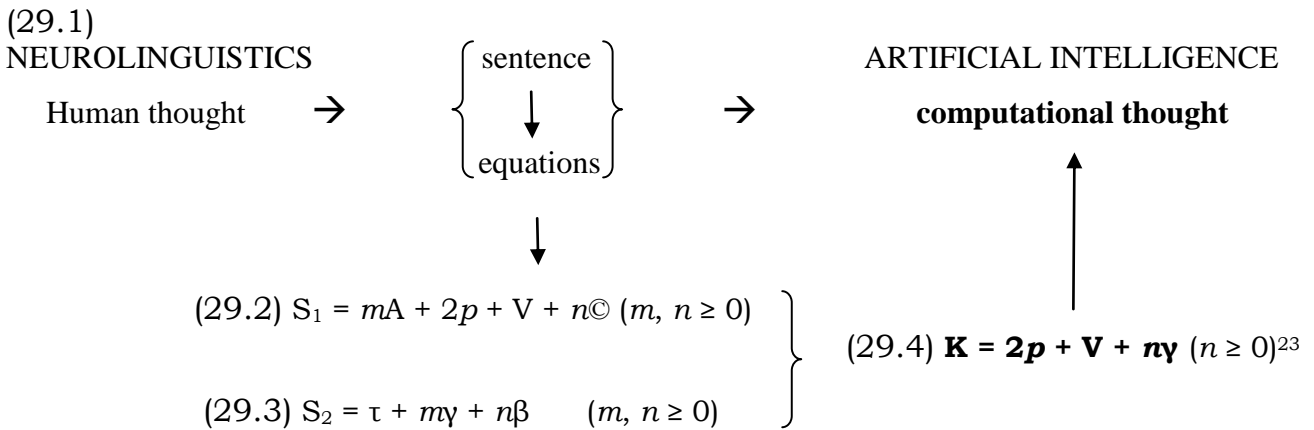 (29.1)
NEUROLINGUISTICS sentence ARTIFICIAL INTELLIGENCE
Human thought → → computational thought
equations
(29.2) S₁ = mA + 2p + V + n© (m, n ≥ 0)
(29.4) K = 2p + V + nγ (n ≥ 0)²³
(29.3) S₂ = τ + mγ + nβ (m, n ≥ 0)